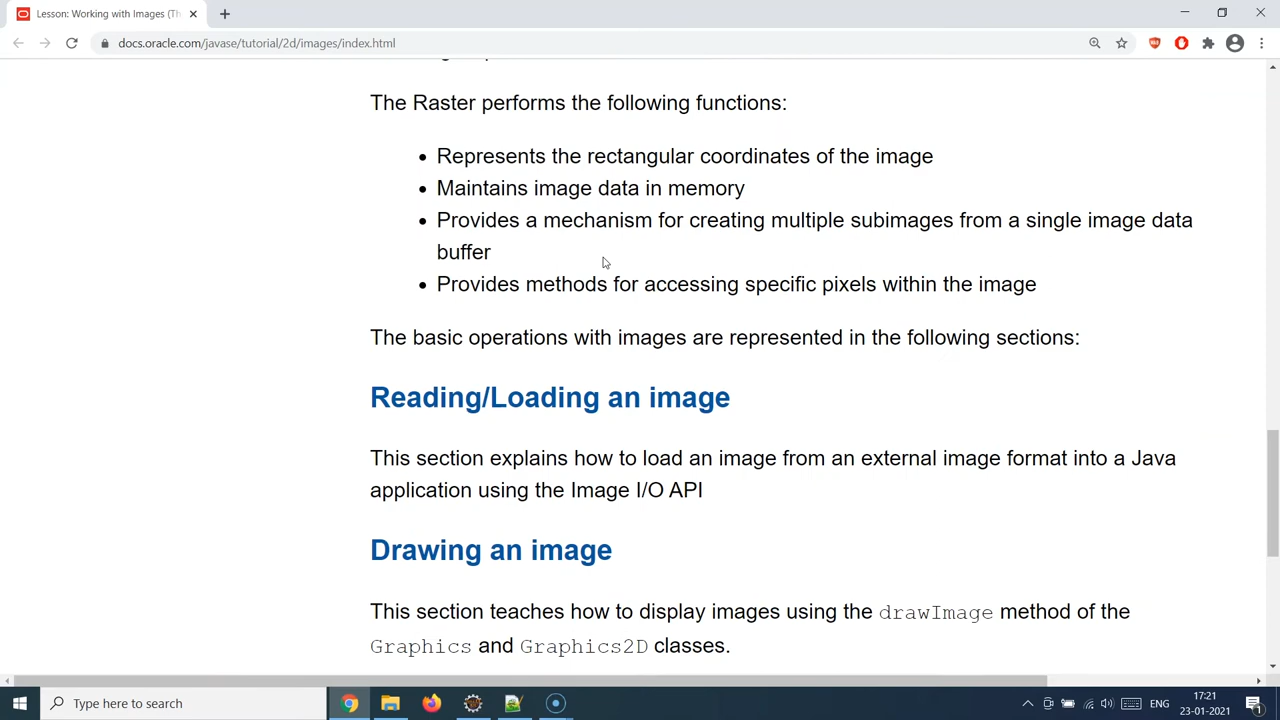 Lesson: Working with Images (Th
docs.oracle.com/javase/tutorial/2d/images/index.html
The Raster performs the following functions:
• Represents the rectangular coordinates of the image
• Maintains image data in memory
• Provides a mechanism for creating multiple subimages from a single image data
buffer
• Provides methods for accessing specific pixels within the image
The basic operations with images are represented in the following sections:
Reading/Loading an image
This section explains how to load an image from an external image format into a Java
application using the Image I/O API
Drawing an image
This section teaches how to display images using the drawImage method of the
Graphics and Graphics2D classes.
Type here to search
ENG
17:21
23-01-2021
1